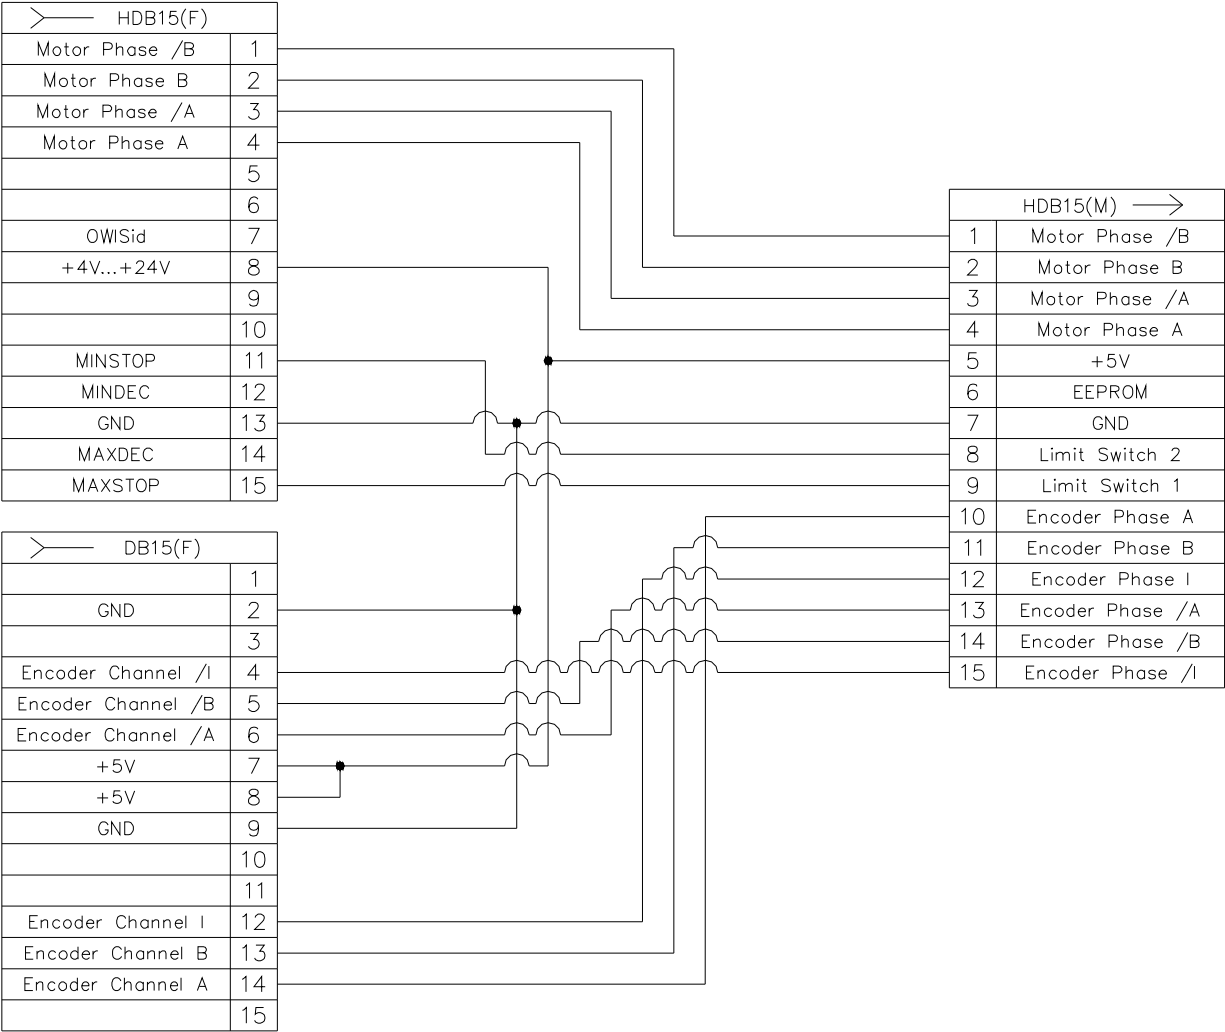 HDB15(F)
Motor Phase /B 1
Motor Phase B 2
Motor Phase /A 3
Motor Phase A 4
5
6
OWISid 7
+4V...+24V 8
9
10
MINSTOP 11
MINDEC 12
GND 13
MAXDEC 14
MAXSTOP 15
DB15(F)
1
GND 2
3
Encoder Channel /I 4
Encoder Channel /B 5
Encoder Channel /A 6
+5V 7
+5V 8
GND 9
10
11
Encoder Channel I 12
Encoder Channel B 13
Encoder Channel A 14
15
HDB15(M)
1 Motor Phase /B
2 Motor Phase B
3 Motor Phase /A
4 Motor Phase A
5 +5V
6 EEPROM
7 GND
8 Limit Switch 2
9 Limit Switch 1
10 Encoder Phase A
11 Encoder Phase B
12 Encoder Phase I
13 Encoder Phase /A
14 Encoder Phase /B
15 Encoder Phase /I